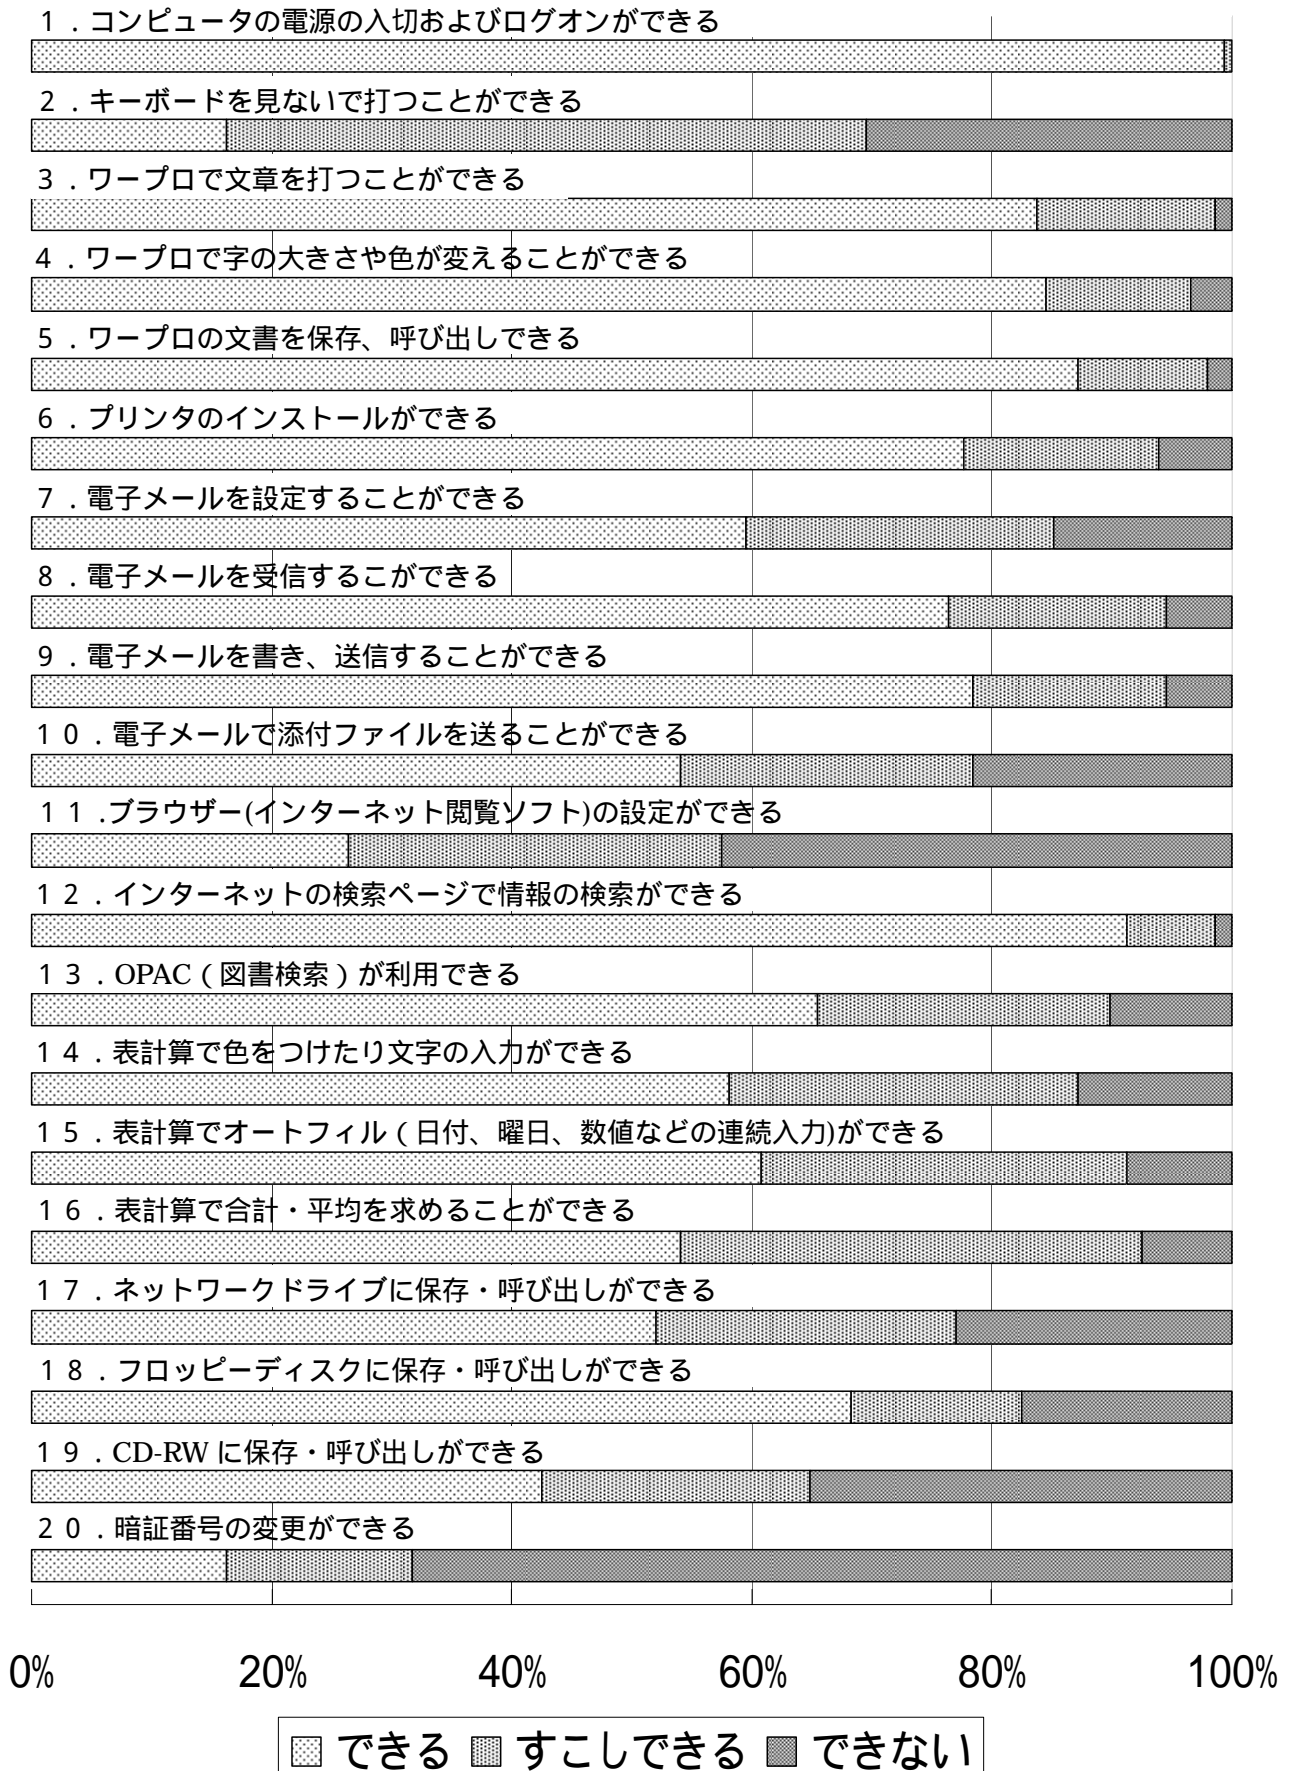 １．コンピュータの電源の入切およびログオンができる
２．キーボードを見ないで打つことができる
３．ワープロで文章を打つことができる
４．ワープロで字の大きさや色が変えることができる
５．ワープロの文書を保存、呼び出しできる
６．プリンタのインストールができる
７．電子メールを設定することができる
８．電子メールを受信するこができる
９．電子メールを書き、送信することができる
１０．電子メールで添付ファイルを送ることができる
１１.ブラウザー(インターネット閲覧ソフト)の設定ができる
１２．インターネットの検索ページで情報の検索ができる
１３．OPAC（図書検索）が利用できる
１４．表計算で色をつけたり文字の入力ができる
１５．表計算でオートフィル（日付、曜日、数値などの連続入力)ができる
１６．表計算で合計・平均を求めることができる
１７．ネットワークドライブに保存・呼び出しができる
１８．フロッピーディスクに保存・呼び出しができる
１９．CD-RWに保存・呼び出しができる
２０．暗証番号の変更ができる
0% 20% 40% 60% 80% 100%
できる すこしできる できない